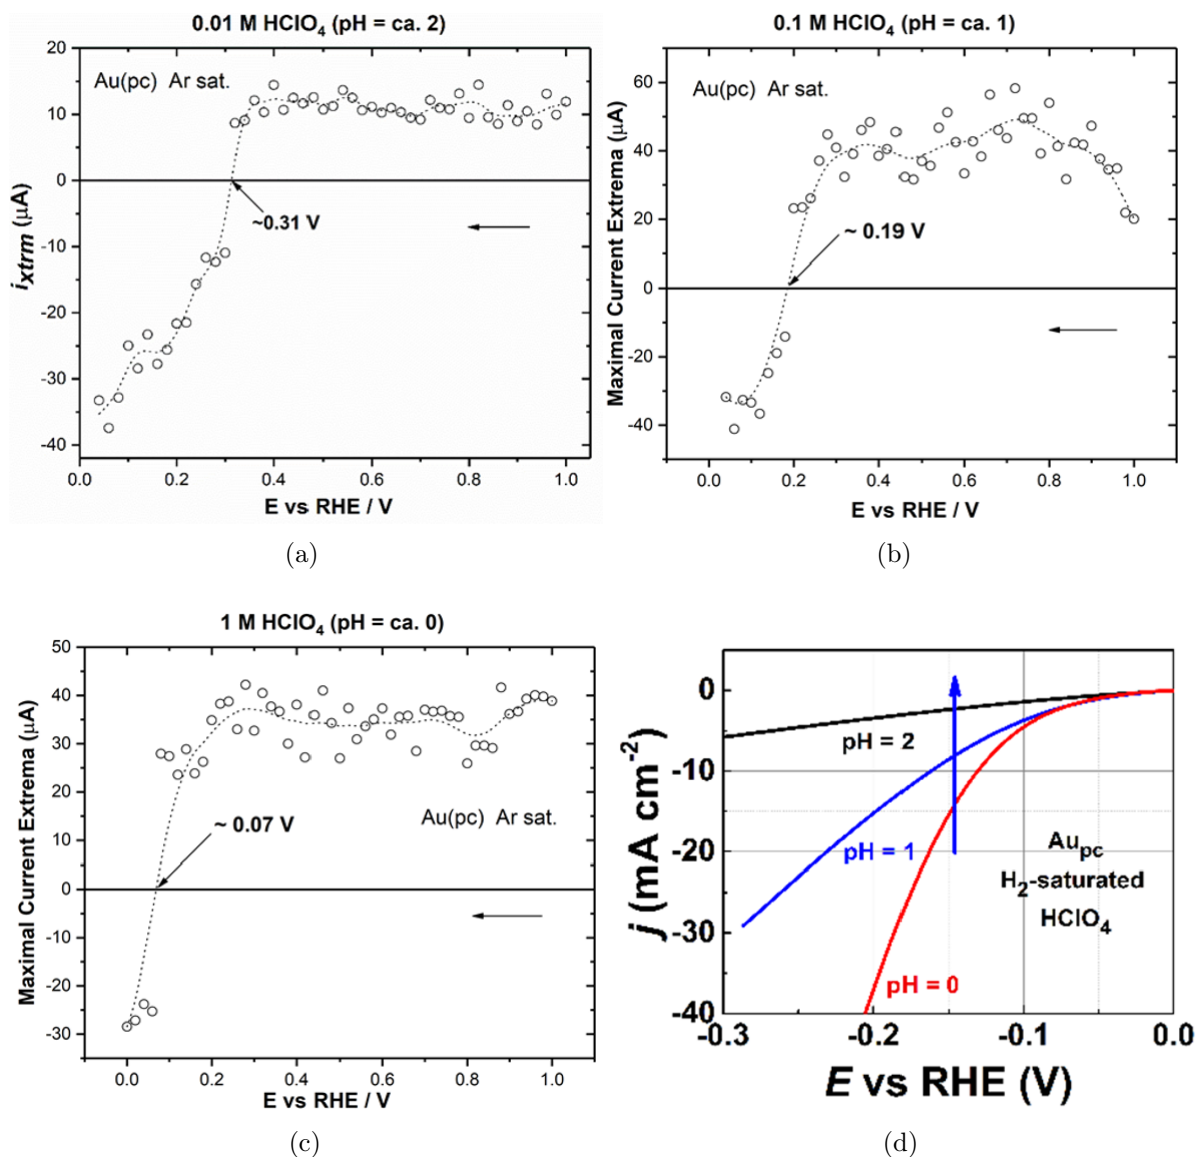 0.01 M HClO4 (pH = ca. 2)
20
10
0
-10
-20
-30
-40
Au(pc) Ar sat.
~0.31 V
ixtrm (μA)
0.0 0.2 0.4 0.6 0.8 1.0
E vs RHE / V
(a)
0.1 M HClO4 (pH = ca. 1)
60
40
20
0
-20
-40
Au(pc) Ar sat.
~ 0.19 V
Maximal Current Extrema (μA)
0.0 0.2 0.4 0.6 0.8 1.0
E vs RHE / V
(b)
1 M HClO4 (pH = ca. 0)
50
40
30
20
10
0
-10
-20
-30
Au(pc) Ar sat.
~ 0.07 V
Maximal Current Extrema (μA)
0.0 0.2 0.4 0.6 0.8 1.0
E vs RHE / V
(c)
0
-10
-20
-30
-40
j (mA cm-2)
pH = 2
pH = 1
pH = 0
Aupc
H2-saturated
HClO4
-0.3 -0.2 -0.1 0.0
E vs RHE (V)
(d)